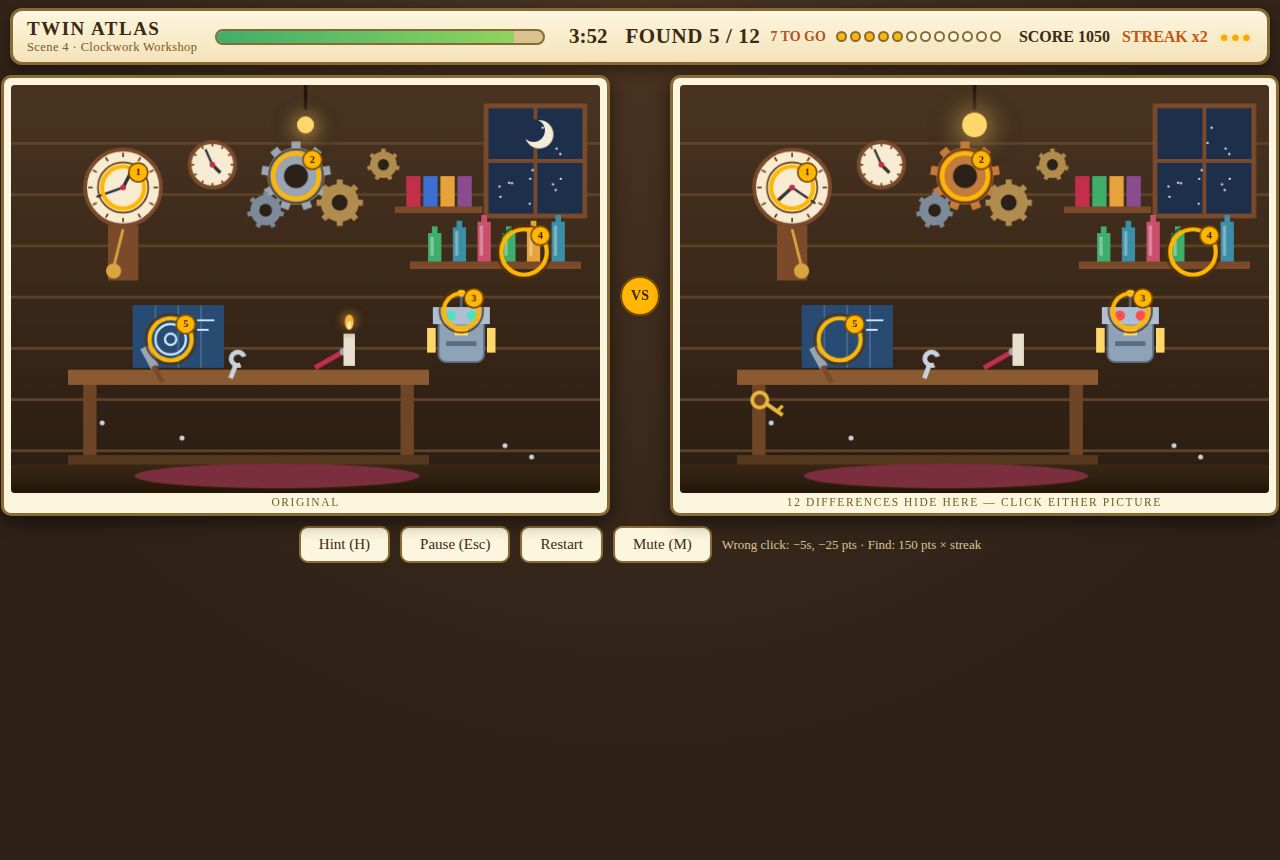 TWIN ATLAS
Scene 4 · Clockwork Workshop
3:52 FOUND 5 / 12 7 TO GO SCORE 1050 STREAK x2
1 2 4 3 5
VS
1 2 4 3 5
ORIGINAL
12 DIFFERENCES HIDE HERE — CLICK EITHER PICTURE
Hint (H) Pause (Esc) Restart Mute (M) Wrong click: −5s, −25 pts · Find: 150 pts × streak